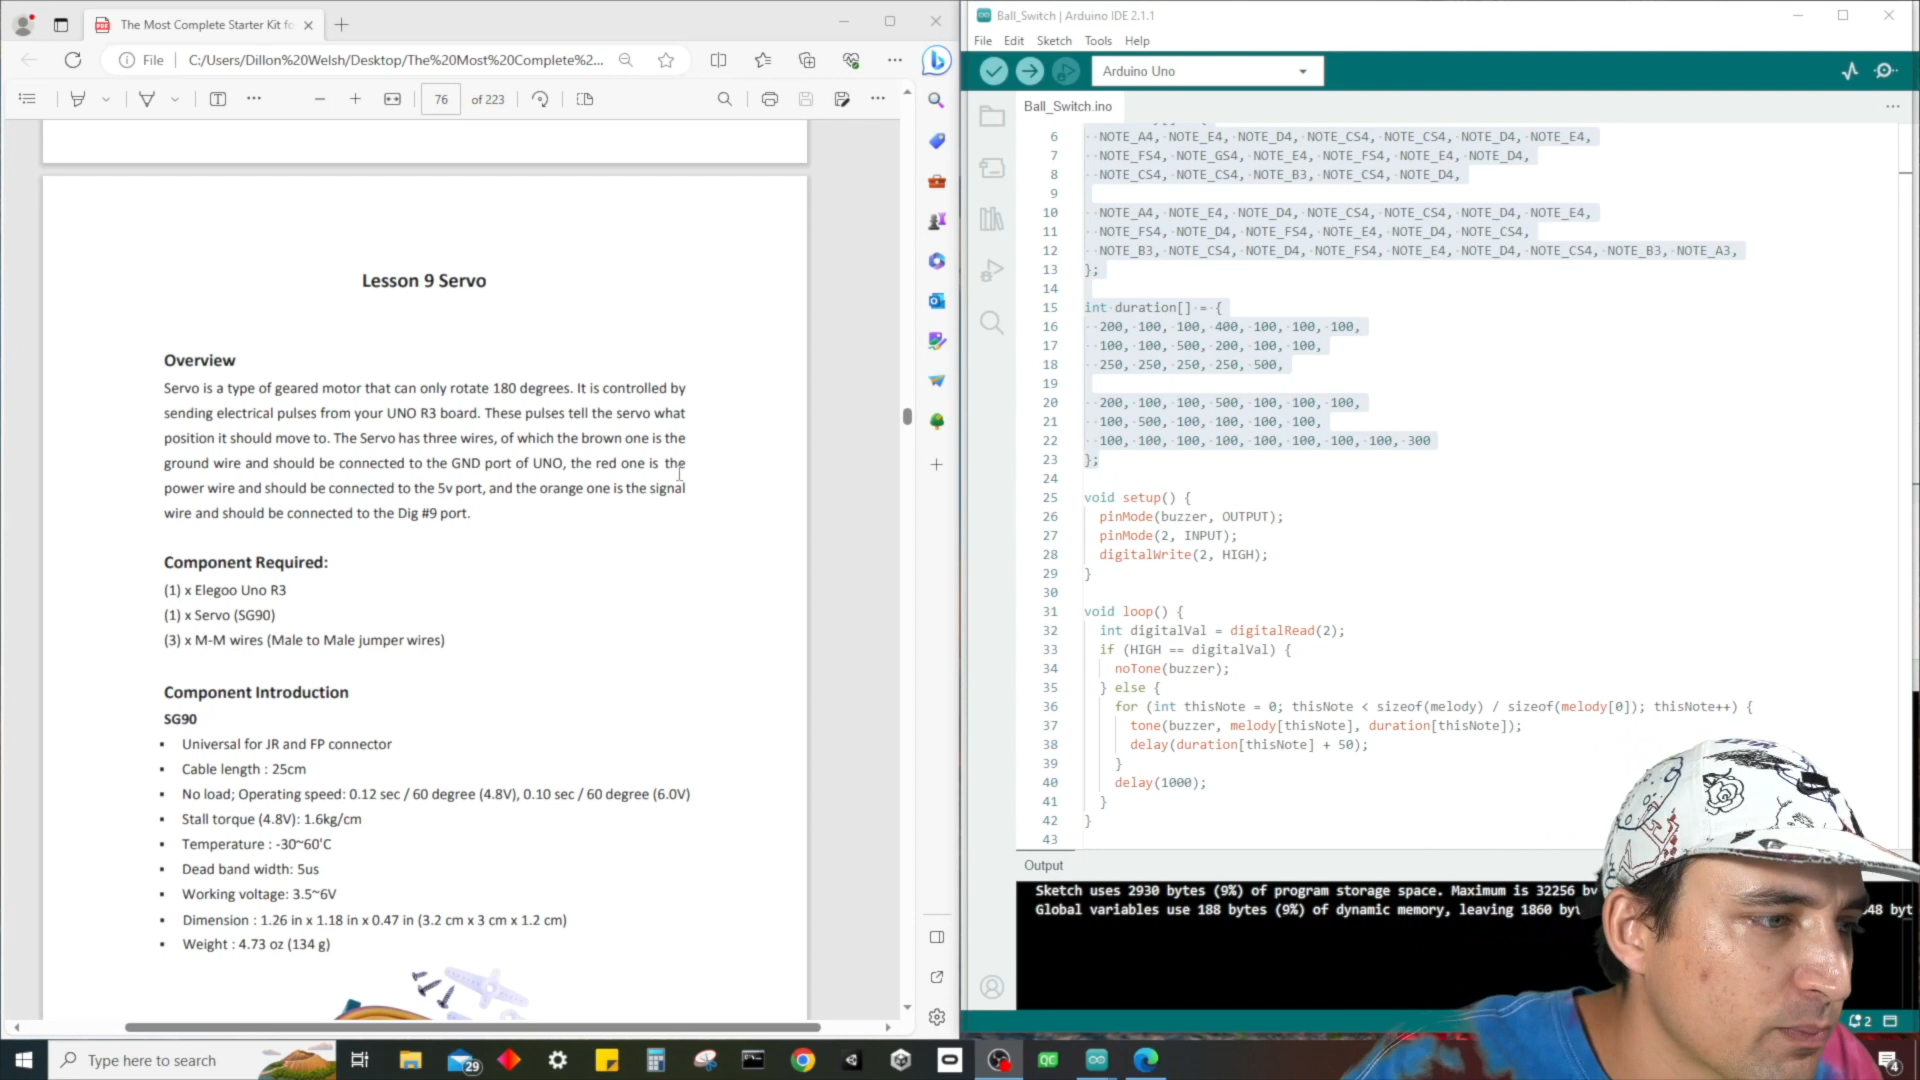 The Most Complete Starter Kit fo
File
C:/Users/Dillon%20Welsh/Desktop/The%20Most%20Complete%2...
76 of 223
Lesson 9 Servo
Overview
Servo is a type of geared motor that can only rotate 180 degrees. It is controlled by
sending electrical pulses from your UNO R3 board. These pulses tell the servo what
position it should move to. The Servo has three wires, of which the brown one is the
ground wire and should be connected to the GND port of UNO, the red one is the
power wire and should be connected to the 5v port, and the orange one is the signal
wire and should be connected to the Dig #9 port.
Component Required:
(1) x Elegoo Uno R3
(1) x Servo (SG90)
(3) x M-M wires (Male to Male jumper wires)
Component Introduction
SG90
▪ Universal for JR and FP connector
▪ Cable length : 25cm
▪ No load; Operating speed: 0.12 sec / 60 degree (4.8V), 0.10 sec / 60 degree (6.0V)
▪ Stall torque (4.8V): 1.6kg/cm
▪ Temperature : -30~60'C
▪ Dead band width: 5us
▪ Working voltage: 3.5~6V
▪ Dimension : 1.26 in x 1.18 in x 0.47 in (3.2 cm x 3 cm x 1.2 cm)
▪ Weight : 4.73 oz (134 g)
Ball_Switch | Arduino IDE 2.1.1
File Edit Sketch Tools Help
Arduino Uno
Ball_Switch.ino
6 NOTE_A4, NOTE_E4, NOTE_D4, NOTE_CS4, NOTE_CS4, NOTE_D4, NOTE_E4,
7 NOTE_FS4, NOTE_GS4, NOTE_E4, NOTE_FS4, NOTE_E4, NOTE_D4,
8 NOTE_CS4, NOTE_CS4, NOTE_B3, NOTE_CS4, NOTE_D4,
9
10 NOTE_A4, NOTE_E4, NOTE_D4, NOTE_CS4, NOTE_CS4, NOTE_D4, NOTE_E4,
11 NOTE_FS4, NOTE_D4, NOTE_FS4, NOTE_E4, NOTE_D4, NOTE_CS4,
12 NOTE_B3, NOTE_CS4, NOTE_D4, NOTE_FS4, NOTE_E4, NOTE_D4, NOTE_CS4, NOTE_B3, NOTE_A3,
13 };
14
15 int duration[] = {
16 200, 100, 100, 400, 100, 100, 100,
17 100, 100, 500, 200, 100, 100,
18 250, 250, 250, 250, 500,
19
20 200, 100, 100, 500, 100, 100, 100,
21 100, 500, 100, 100, 100, 100,
22 100, 100, 100, 100, 100, 100, 100, 100, 300
23 };
24
25 void setup() {
26 pinMode(buzzer, OUTPUT);
27 pinMode(2, INPUT);
28 digitalWrite(2, HIGH);
29 }
30
31 void loop() {
32 int digitalVal = digitalRead(2);
33 if (HIGH == digitalVal) {
34 noTone(buzzer);
35 } else {
36 for (int thisNote = 0; thisNote < sizeof(melody) / sizeof(melody[0]); thisNote++) {
37 tone(buzzer, melody[thisNote], duration[thisNote]);
38 delay(duration[thisNote] + 50);
39 }
40 delay(1000);
41 }
42 }
43
Output
Sketch uses 2930 bytes (9%) of program storage space. Maximum is 32256 by
Global variables use 188 bytes (9%) of dynamic memory, leaving 1860 byt 48 byt
2
Type here to search
29
QC
4